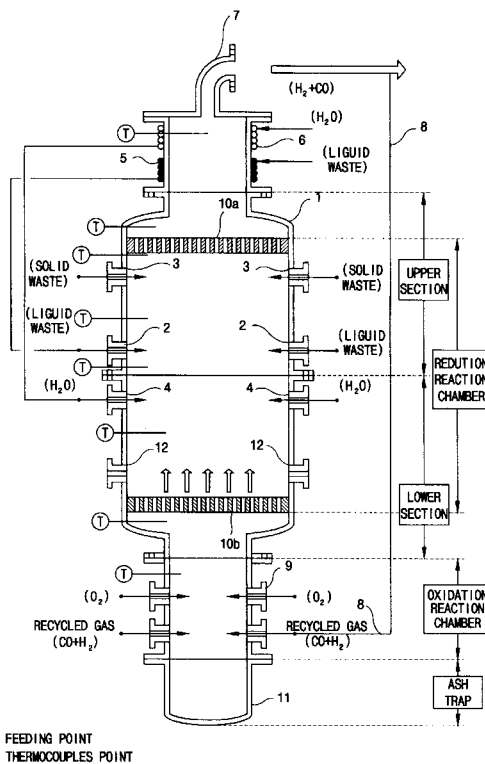 7
(H2+CO)
T
(H2O)
6
8
5
(LIGUID
WASTE)
1
T
10a
T
3
3
(SOLID
WASTE)
(SOLID
WASTE)
UPPER
SECTION
T
(LIGUID
WASTE)
2
2
(LIGUID
WASTE)
REDUTION
REACTION
CHAMBER
T
(H2O)
4
4
(H2O)
T
12
12
LOWER
SECTION
T
10b
T
9
(O2)
(O2)
OXIDATION
REACTION
CHAMBER
RECYCLED GAS
(CO+H2)
RECYCLED GAS
(CO+H2)
8
11
ASH
TRAP
FEEDING POINT
THERMOCOUPLES POINT